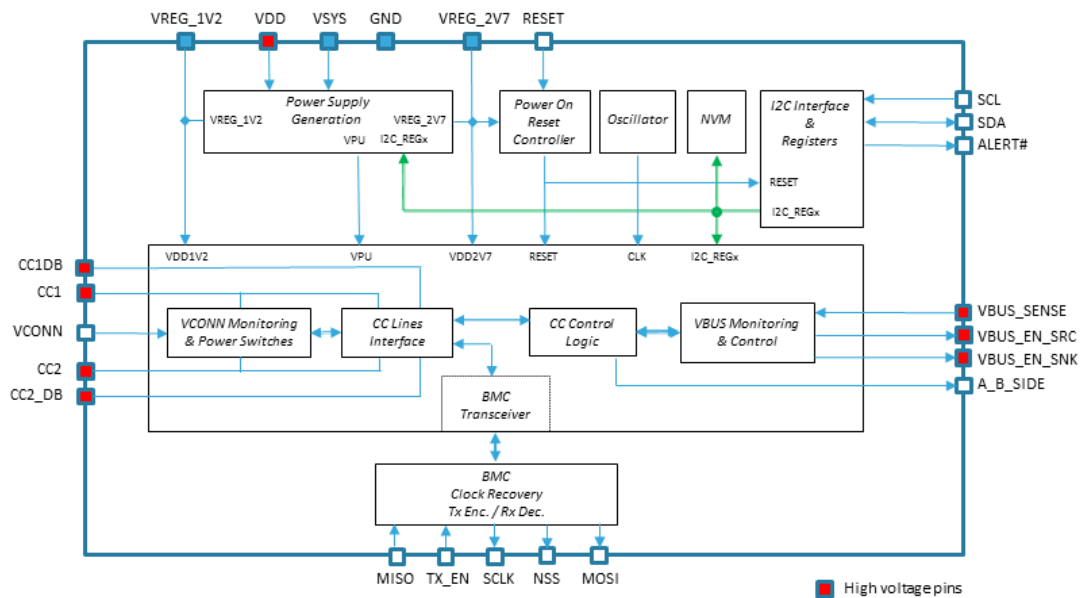 VREG_1V2 VDD VSYS GND VREG_2V7 RESET
Power Supply
Generation
VREG_1V2 VREG_2V7
VPU I2C_REGx
Power On
Reset
Controller
Oscillator
NVM
I2C Interface
&
Registers
RESET
I2C_REGx
SCL
SDA
ALERT#
VDD1V2 VPU VDD2V7 RESET CLK I2C_REGx
CC1DB
CC1
VCONN
CC2
CC2_DB
VCONN Monitoring
& Power Switches
CC Lines
Interface
CC Control
Logic
VBUS Monitoring
& Control
VBUS_SENSE
VBUS_EN_SRC
VBUS_EN_SNK
A_B_SIDE
BMC
Transceiver
BMC
Clock Recovery
Tx Enc. / Rx Dec.
MISO TX_EN SCLK NSS MOSI
High voltage pins